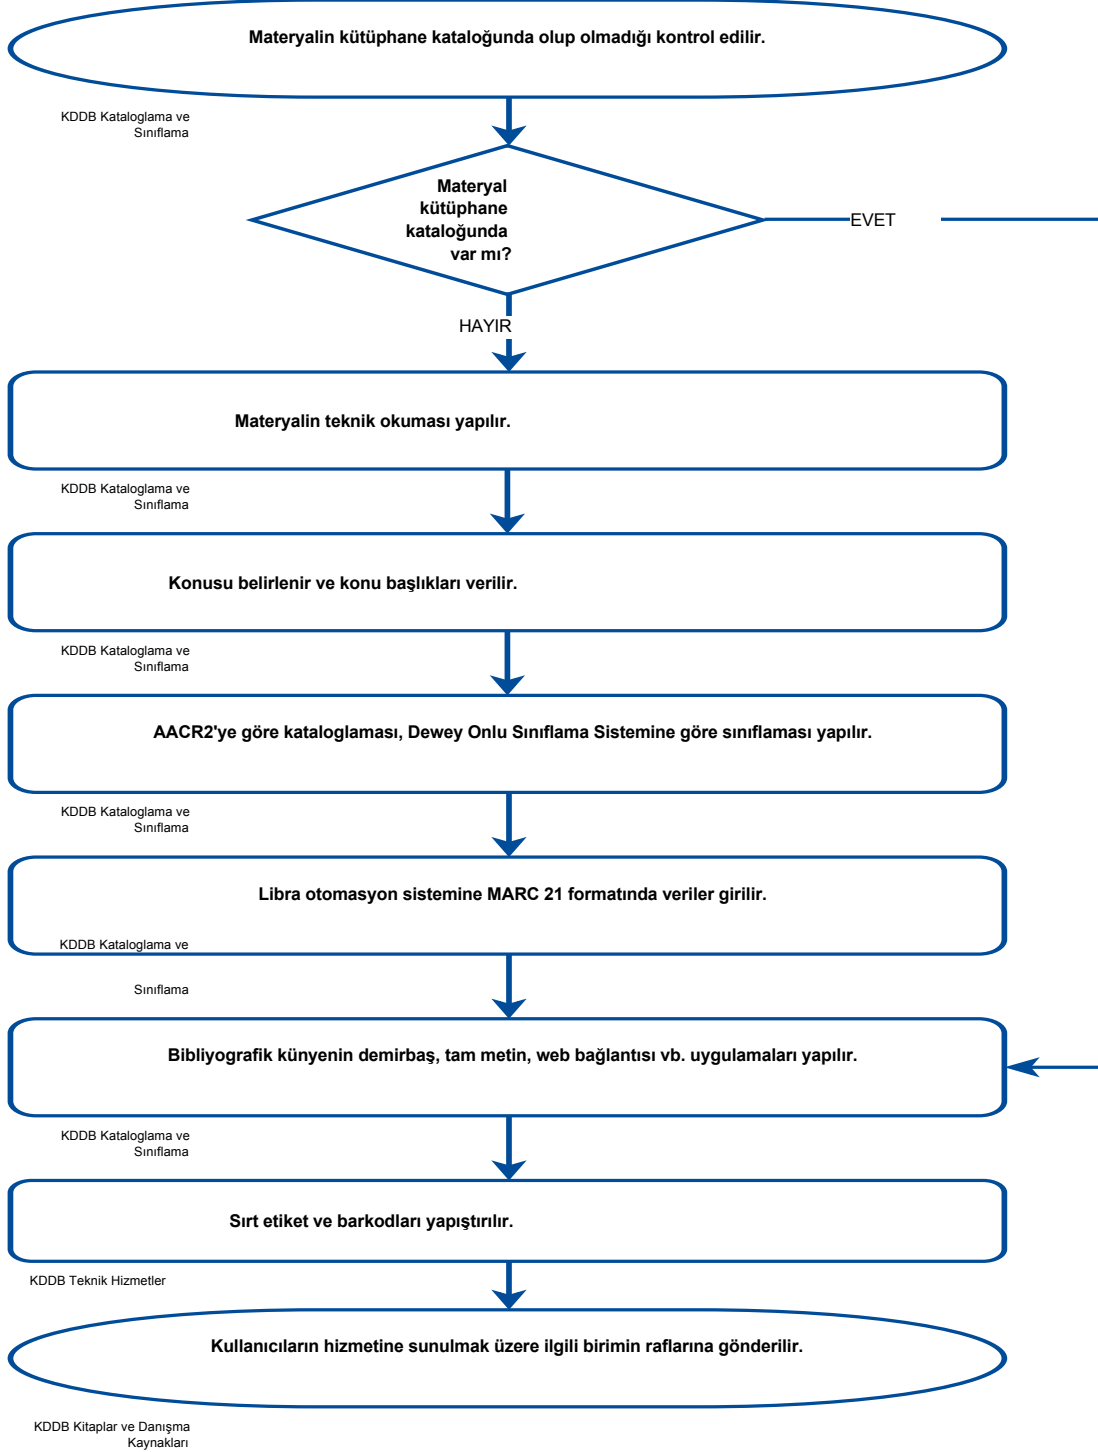 Materyalin kütüphane kataloğunda olup olmadığı kontrol edilir.
KDDB Kataloglama ve
Sınıflama
Materyal
kütüphane
kataloğunda
var mı?
EVET
HAYIR
Materyalin teknik okuması yapılır.
KDDB Kataloglama ve
Sınıflama
Konusu belirlenir ve konu başlıkları verilir.
KDDB Kataloglama ve
Sınıflama
AACR2'ye göre kataloglaması, Dewey Onlu Sınıflama Sistemine göre sınıflaması yapılır.
KDDB Kataloglama ve
Sınıflama
Libra otomasyon sistemine MARC 21 formatında veriler girilir.
KDDB Kataloglama ve
Sınıflama
Bibliyografik künyenin demirbaş, tam metin, web bağlantısı vb. uygulamaları yapılır.
KDDB Kataloglama ve
Sınıflama
Sırt etiket ve barkodları yapıştırılır.
KDDB Teknik Hizmetler
Kullanıcıların hizmetine sunulmak üzere ilgili birimin raflarına gönderilir.
KDDB Kitaplar ve Danışma
Kaynakları